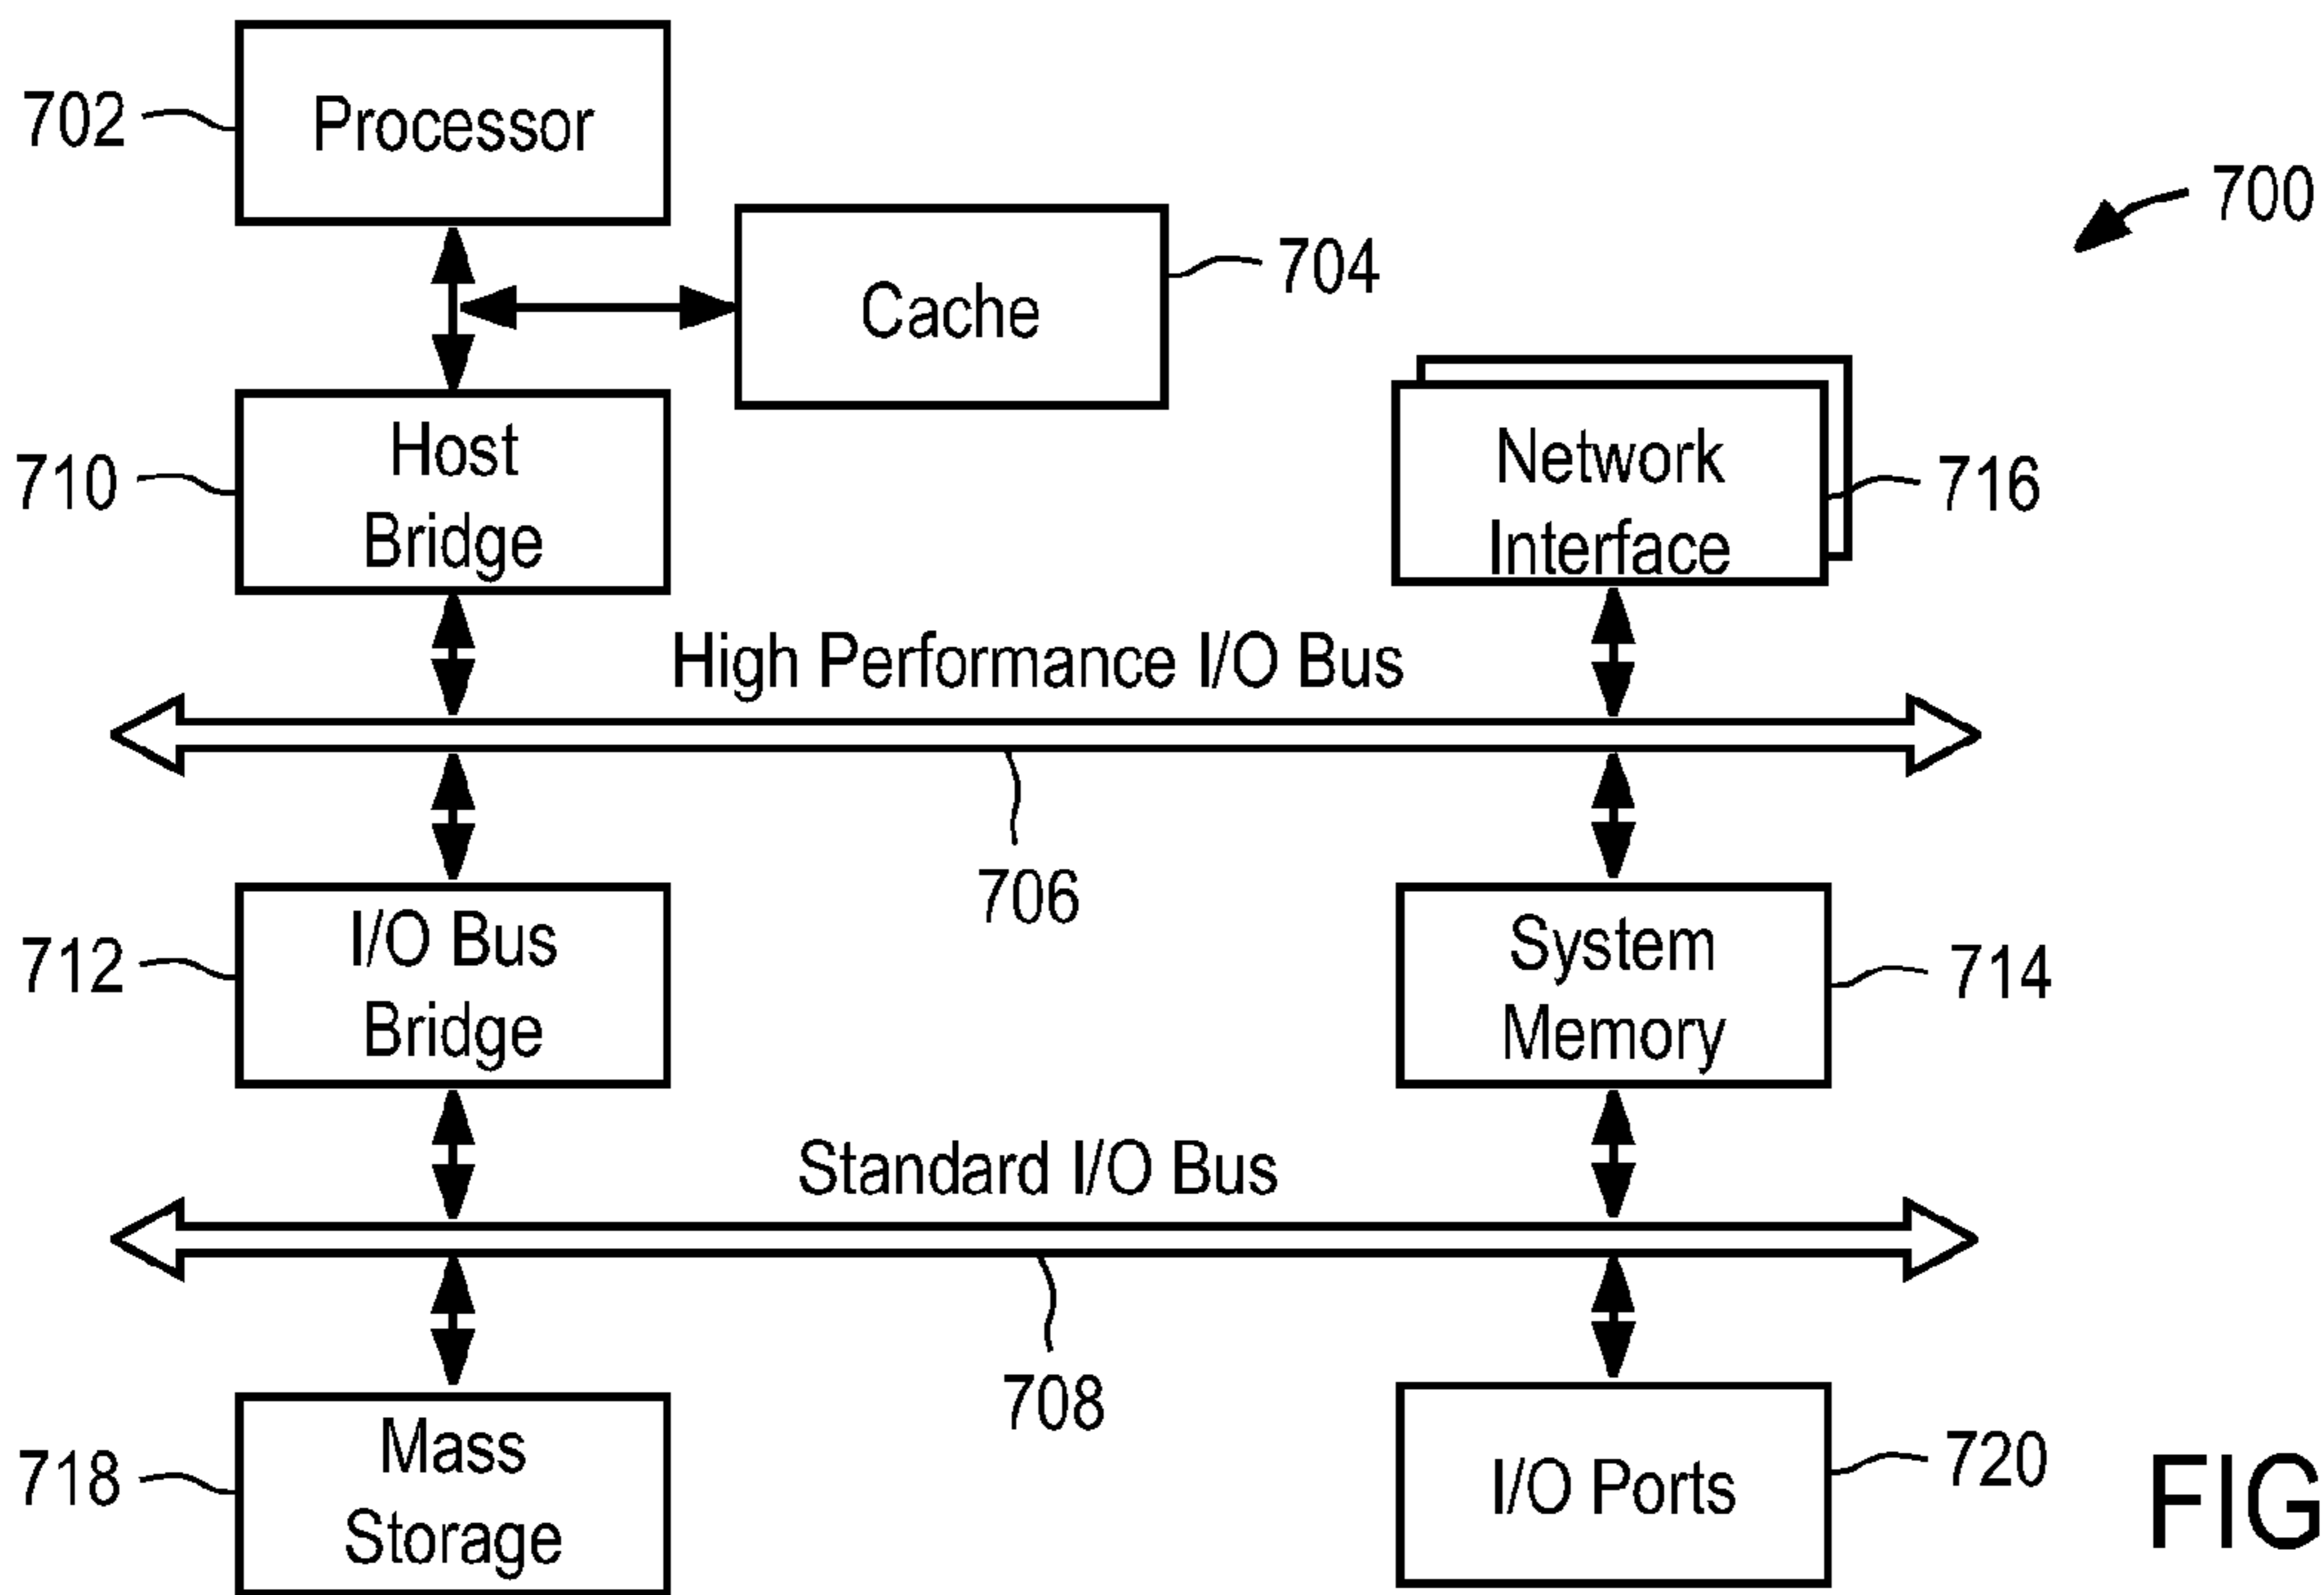 702
Processor
700
704
Cache
710
Host
Bridge
Network
Interface
716
High Performance I/O Bus
706
712
I/O Bus
Bridge
System
Memory
714
Standard I/O Bus
708
718
Mass
Storage
I/O Ports
720
FIG